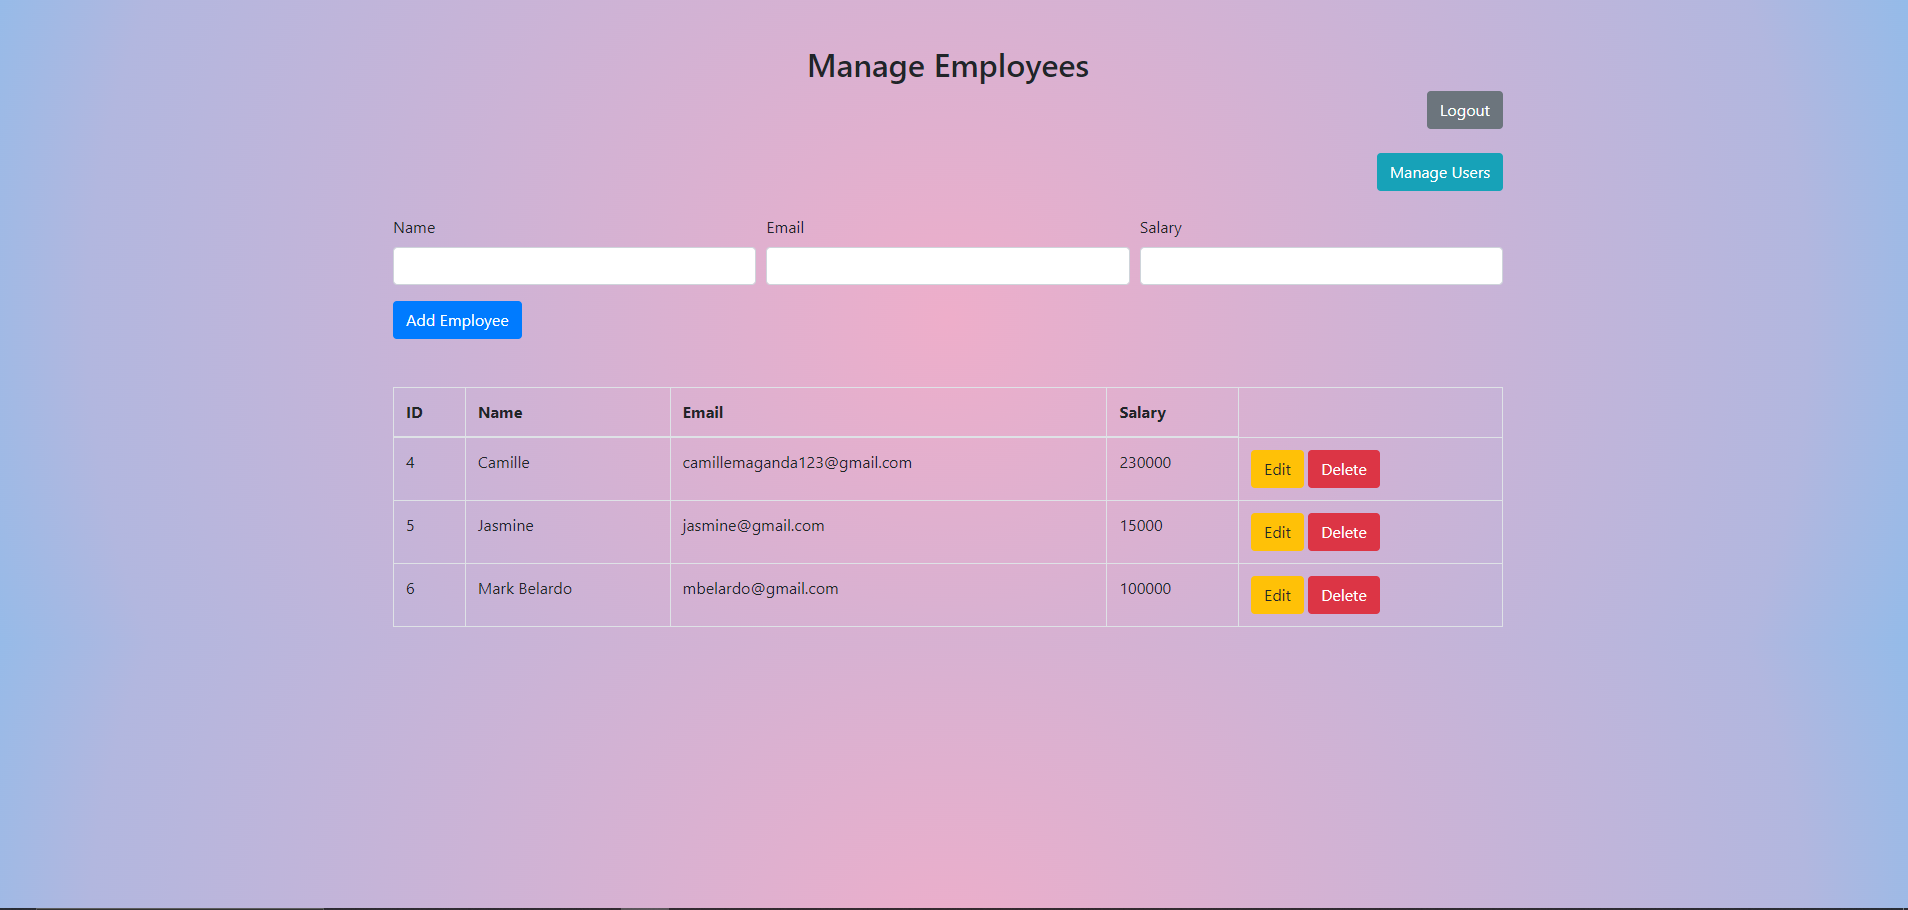 Manage Employees
Logout
Manage Users
Name Email Salary
Add Employee
ID Name Email Salary
4 Camille camillemaganda123@gmail.com 230000 Edit Delete
5 Jasmine jasmine@gmail.com 15000 Edit Delete
6 Mark Belardo mbelardo@gmail.com 100000 Edit Delete